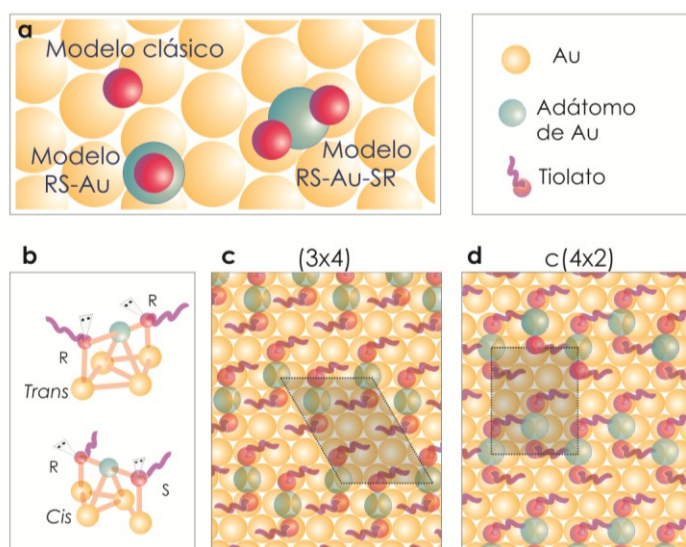 a
Modelo clásico
Modelo
RS-Au
Modelo
RS-Au-SR
Au
Adátomo
de Au
Tiolato
b
R
R
Trans
R
S
Cis
c
(3x4)
d
c(4x2)